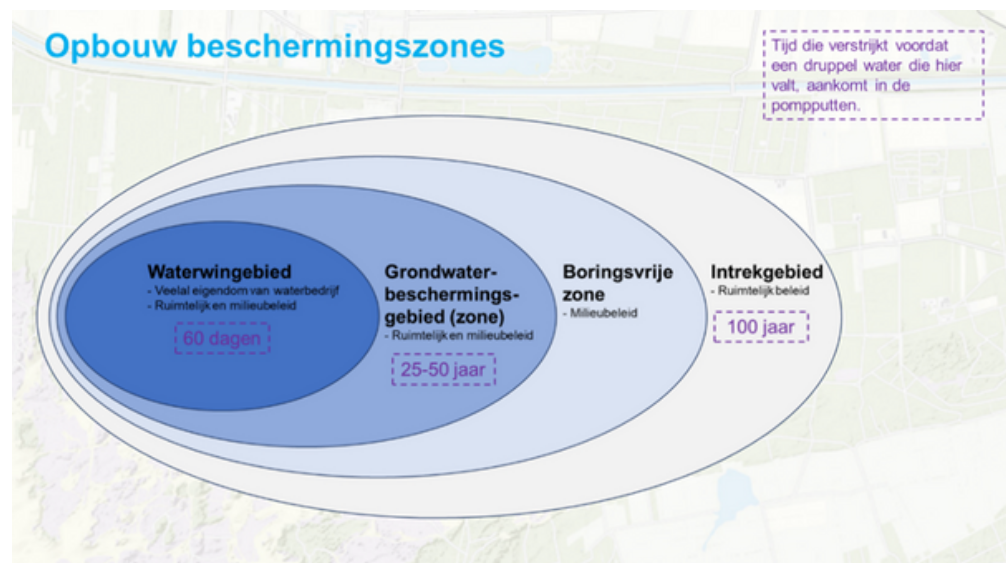 Opbouw beschermingszones
Tijd die verstrijkt voordat
een druppel water die hier
valt, aankomt in de
pompputten.
Waterwingebied
- Veelal eigendom van waterbedrijf
- Ruimtelijk en milieubeleid
60 dagen
Grondwater-
beschermings-
gebied (zone)
- Ruimtelijk en milieubeleid
25-50 jaar
Boringsvrije
zone
- Milieubeleid
Intrekgebied
- Ruimtelijk beleid
100 jaar